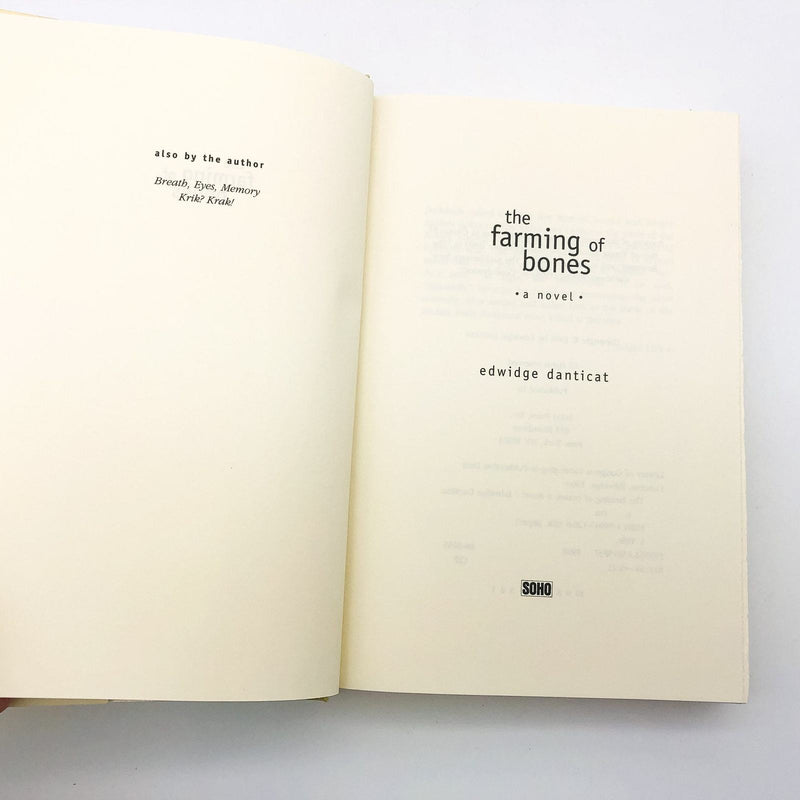 also by the author
Breath, Eyes, Memory
Krik? Krak!
the
farming of
bones
• a novel •
edwidge danticat
SOHO